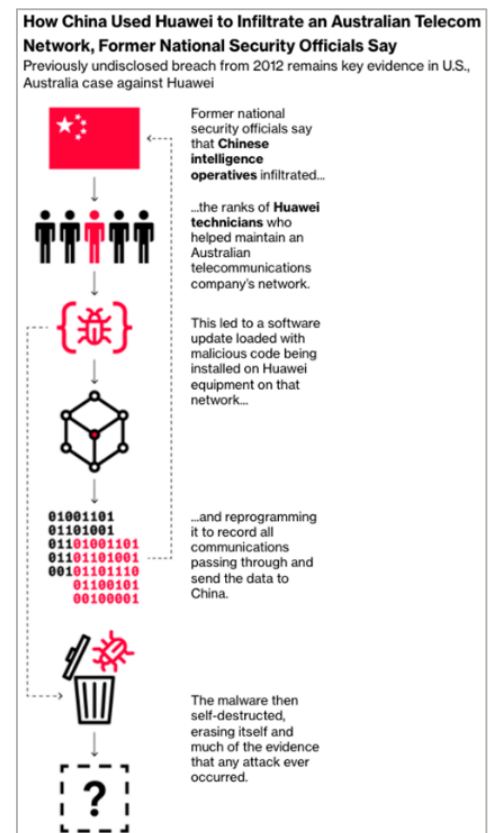 How China Used Huawei to Infiltrate an Australian Telecom
Network, Former National Security Officials Say
Previously undisclosed breach from 2012 remains key evidence in U.S.,
Australia case against Huawei
Former national
security officials say
that Chinese
intelligence
operatives infiltrated...
...the ranks of Huawei
technicians who
helped maintain an
Australian
telecommunications
company's network.
This led to a software
update loaded with
malicious code being
installed on Huawei
equipment on that
network...
01001101
01101001
01101001101
01101101001
00101101110
01100101
00100001
...and reprogramming
it to record all
communications
passing through and
send the data to
China.
The malware then
self-destructed,
erasing itself and
much of the evidence
that any attack ever
occurred.
?